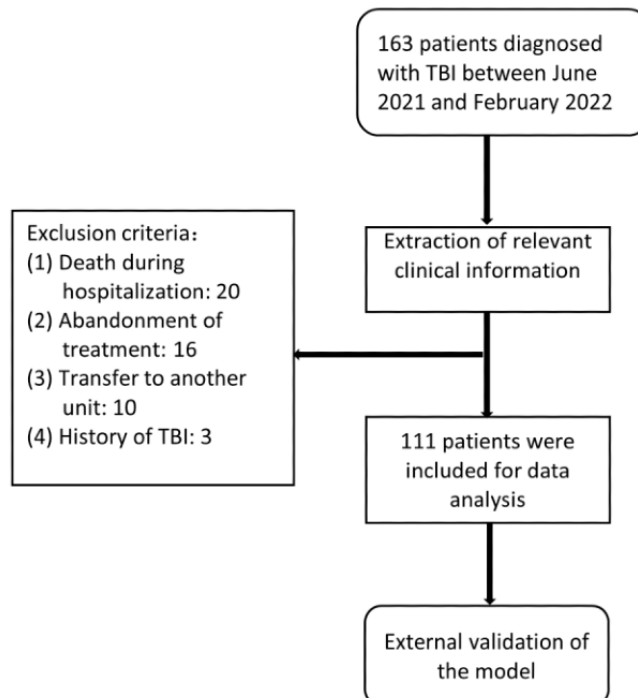 163 patients diagnosed
with TBI between June
2021 and February 2022
Extraction of relevant
clinical information
Exclusion criteria：
(1) Death during
hospitalization: 20
(2) Abandonment of
treatment: 16
(3) Transfer to another
unit: 10
(4) History of TBI: 3
111 patients were
included for data
analysis
External validation of
the model